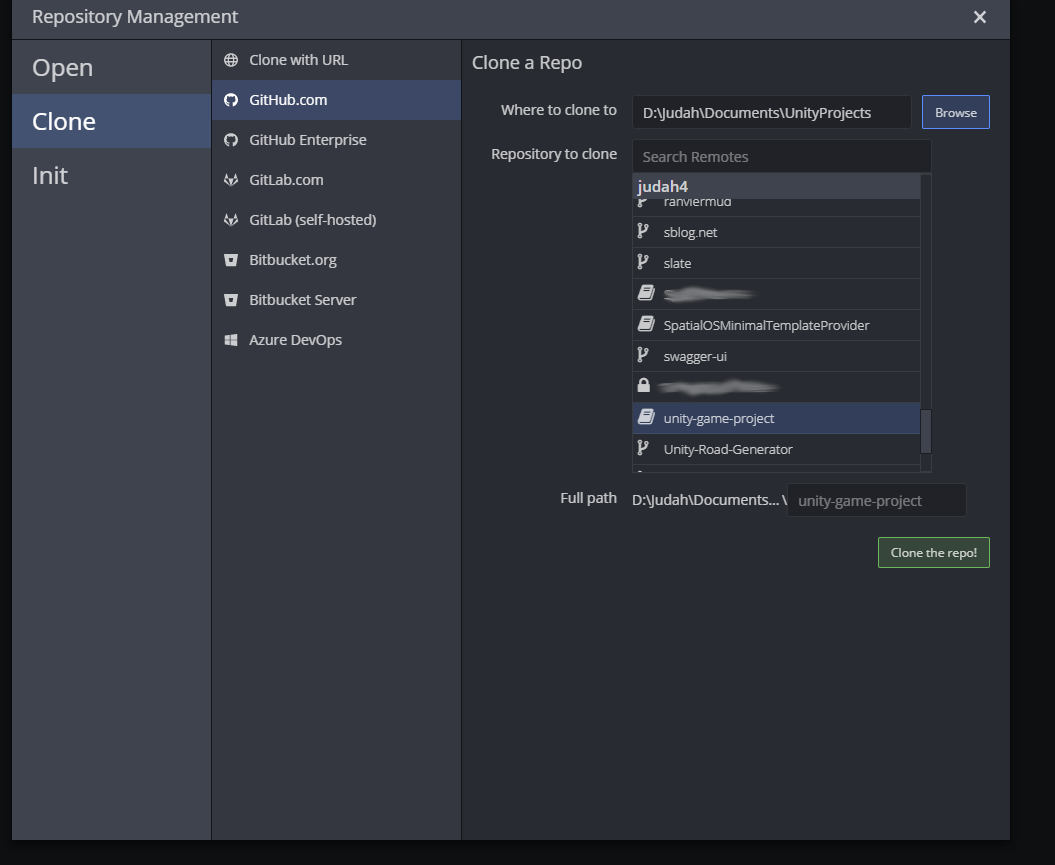 Repository Management
Open
Clone
Init
Clone with URL
GitHub.com
GitHub Enterprise
GitLab.com
GitLab (self-hosted)
Bitbucket.org
Bitbucket Server
Azure DevOps
Clone a Repo
Where to clone to D:\Judah\Documents\UnityProjects Browse
Repository to clone Search Remotes
judah4
ranviermud
sblog.net
slate
SpatialOSMinimalTemplateProvider
swagger-ui
unity-game-project
Unity-Road-Generator
Full path D:\Judah\Documents... \ unity-game-project
Clone the repo!